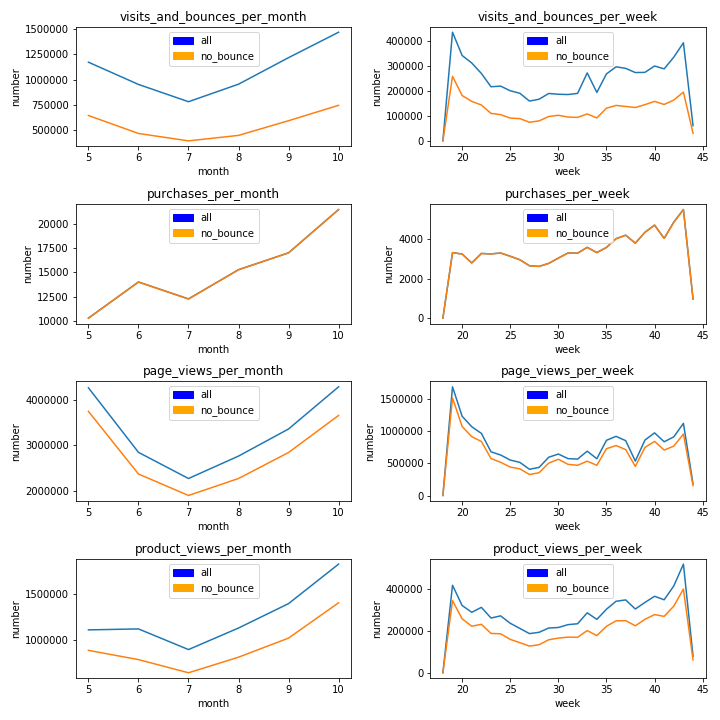 visits_and_bounces_per_month
1500000
1250000
1000000
750000
500000
number
all
no_bounce
5 6 7 8 9 10
month
visits_and_bounces_per_week
400000
300000
200000
100000
0
number
all
no_bounce
20 25 30 35 40 45
week
purchases_per_month
20000
17500
15000
12500
10000
number
all
no_bounce
5 6 7 8 9 10
month
purchases_per_week
4000
2000
0
number
all
no_bounce
20 25 30 35 40 45
week
page_views_per_month
4000000
3000000
2000000
number
all
no_bounce
5 6 7 8 9 10
month
page_views_per_week
1500000
1000000
500000
0
number
all
no_bounce
20 25 30 35 40 45
week
product_views_per_month
1500000
1000000
number
all
no_bounce
5 6 7 8 9 10
month
product_views_per_week
400000
200000
0
number
all
no_bounce
20 25 30 35 40 45
week